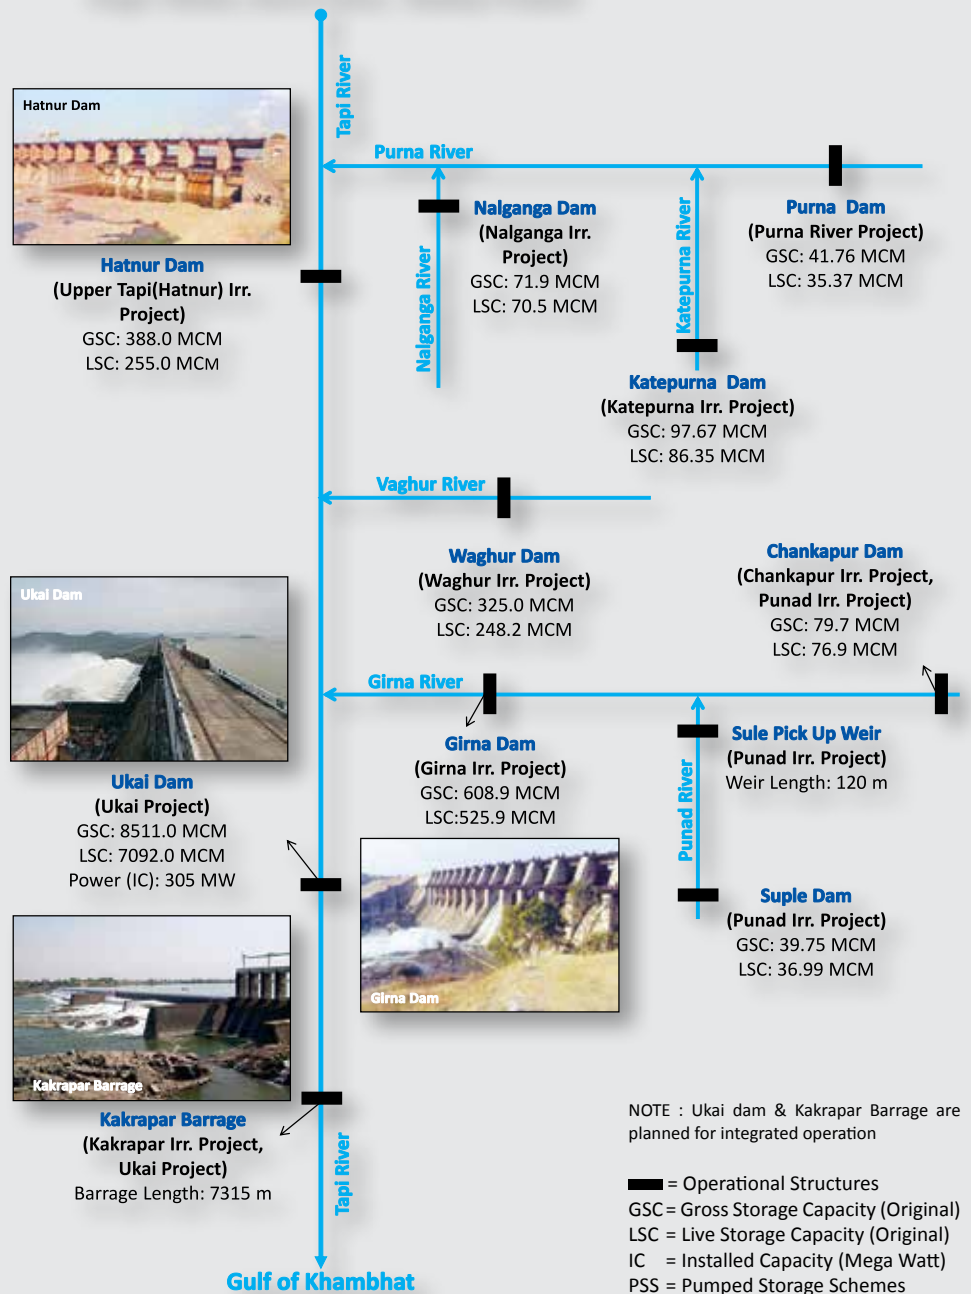 Tapi River
Hatnur Dam
Purna River
Hatnur Dam
(Upper Tapi(Hatnur) Irr.
Project)
GSC: 388.0 MCM
LSC: 255.0 MCM
Nalganga River
Nalganga Dam
(Nalganga Irr.
Project)
GSC: 71.9 MCM
LSC: 70.5 MCM
Katepurna River
Purna Dam
(Purna River Project)
GSC: 41.76 MCM
LSC: 35.37 MCM
Katepurna Dam
(Katepurna Irr. Project)
GSC: 97.67 MCM
LSC: 86.35 MCM
Vaghur River
Waghur Dam
(Waghur Irr. Project)
GSC: 325.0 MCM
LSC: 248.2 MCM
Chankapur Dam
(Chankapur Irr. Project,
Punad Irr. Project)
GSC: 79.7 MCM
LSC: 76.9 MCM
Ukai Dam
Girna River
Ukai Dam
(Ukai Project)
GSC: 8511.0 MCM
LSC: 7092.0 MCM
Power (IC): 305 MW
Girna Dam
(Girna Irr. Project)
GSC: 608.9 MCM
LSC:525.9 MCM
Girna Dam
Punad River
Sule Pick Up Weir
(Punad Irr. Project)
Weir Length: 120 m
Suple Dam
(Punad Irr. Project)
GSC: 39.75 MCM
LSC: 36.99 MCM
Kakrapar Barrage
Kakrapar Barrage
(Kakrapar Irr. Project,
Ukai Project)
Barrage Length: 7315 m
Tapi River
Gulf of Khambhat
NOTE : Ukai dam & Kakrapar Barrage are
planned for integrated operation
= Operational Structures
GSC = Gross Storage Capacity (Original)
LSC = Live Storage Capacity (Original)
IC = Installed Capacity (Mega Watt)
PSS = Pumped Storage Schemes